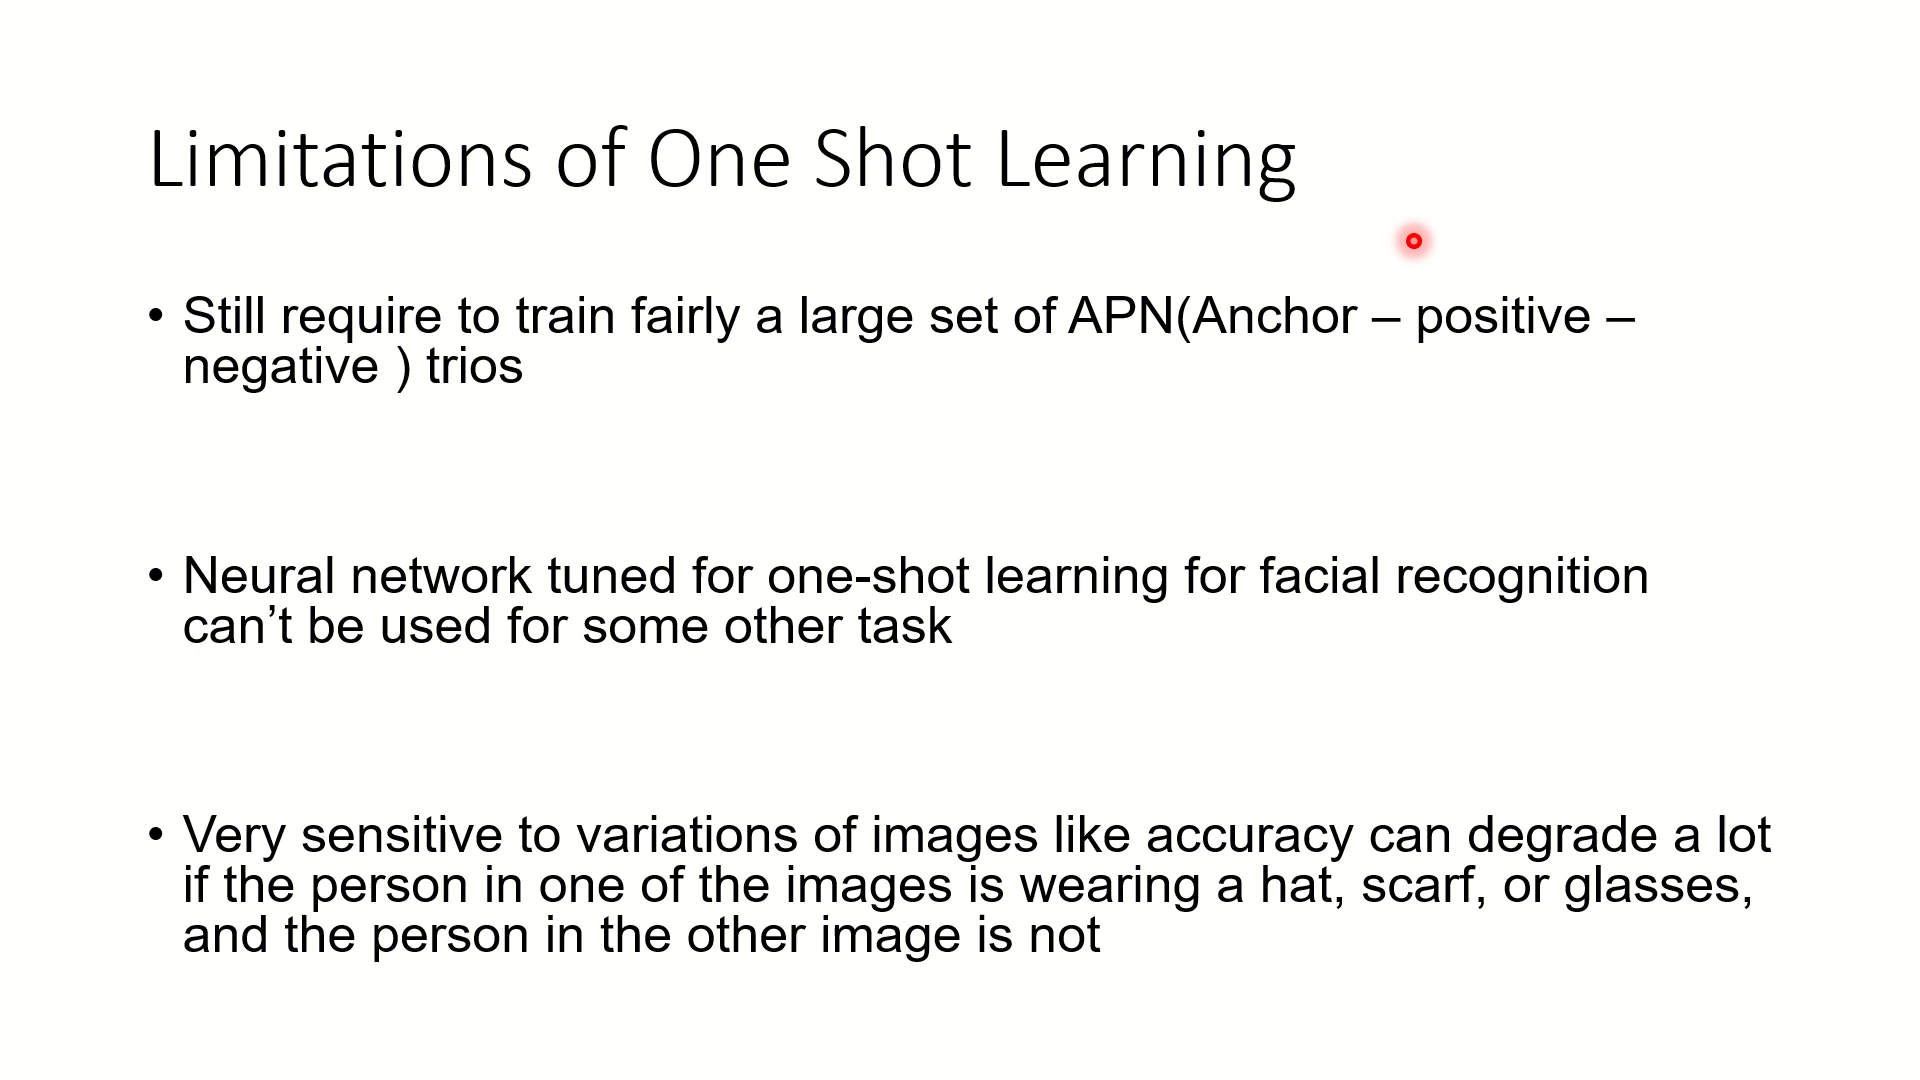 Limitations of One Shot Learning
• Still require to train fairly a large set of APN(Anchor – positive –
negative ) trios
• Neural network tuned for one-shot learning for facial recognition
can’t be used for some other task
• Very sensitive to variations of images like accuracy can degrade a lot
if the person in one of the images is wearing a hat, scarf, or glasses,
and the person in the other image is not